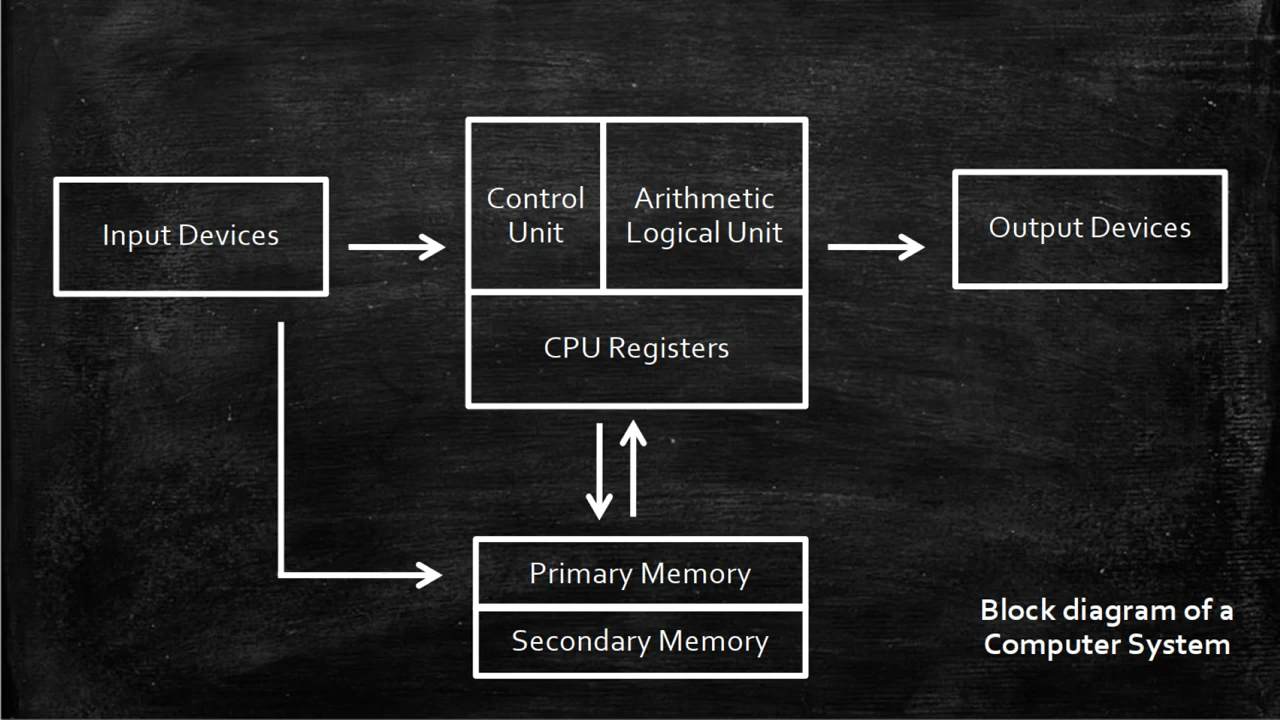 Input Devices
Control
Unit
Arithmetic
Logical Unit
Output Devices
CPU Registers
Primary Memory
Secondary Memory
Block diagram of a
Computer System